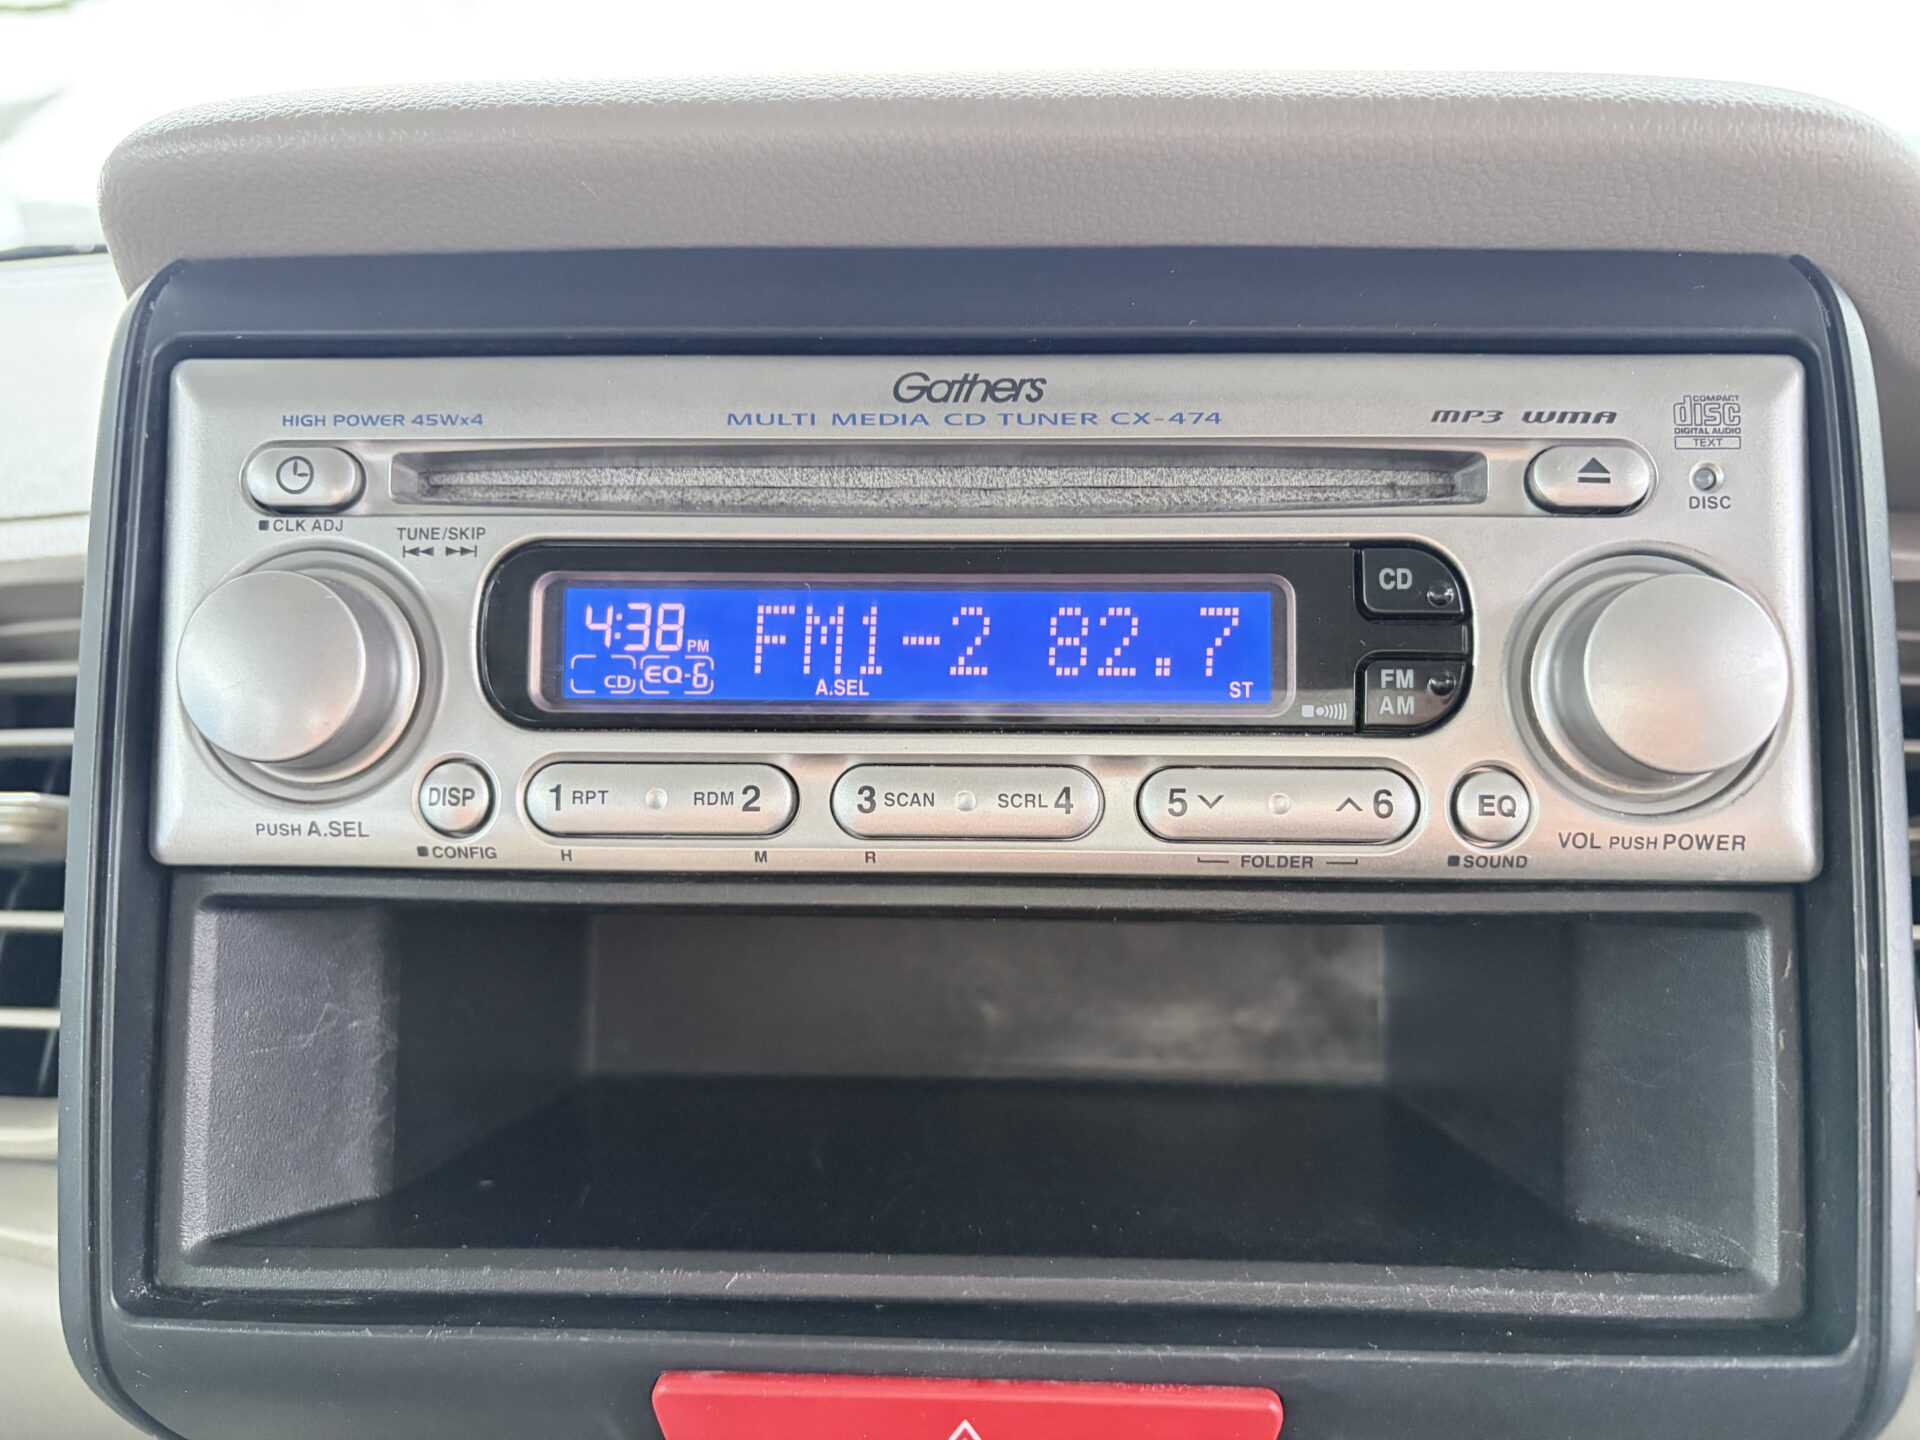 Gathers
HIGH POWER 45Wx4
MULTI MEDIA CD TUNER CX-474
MP3 WMA
COMPACT
disc
DIGITAL AUDIO
TEXT
CLK ADJ
DISC
TUNE/SKIP
CD
4:38 PM FM1-2 82.7
CD EQ-6 A.SEL ST
FM
AM
DISP 1 RPT RDM 2 3 SCAN SCRL 4 5 6 EQ
PUSH A.SEL
VOL PUSH POWER
CONFIG H M R FOLDER SOUND